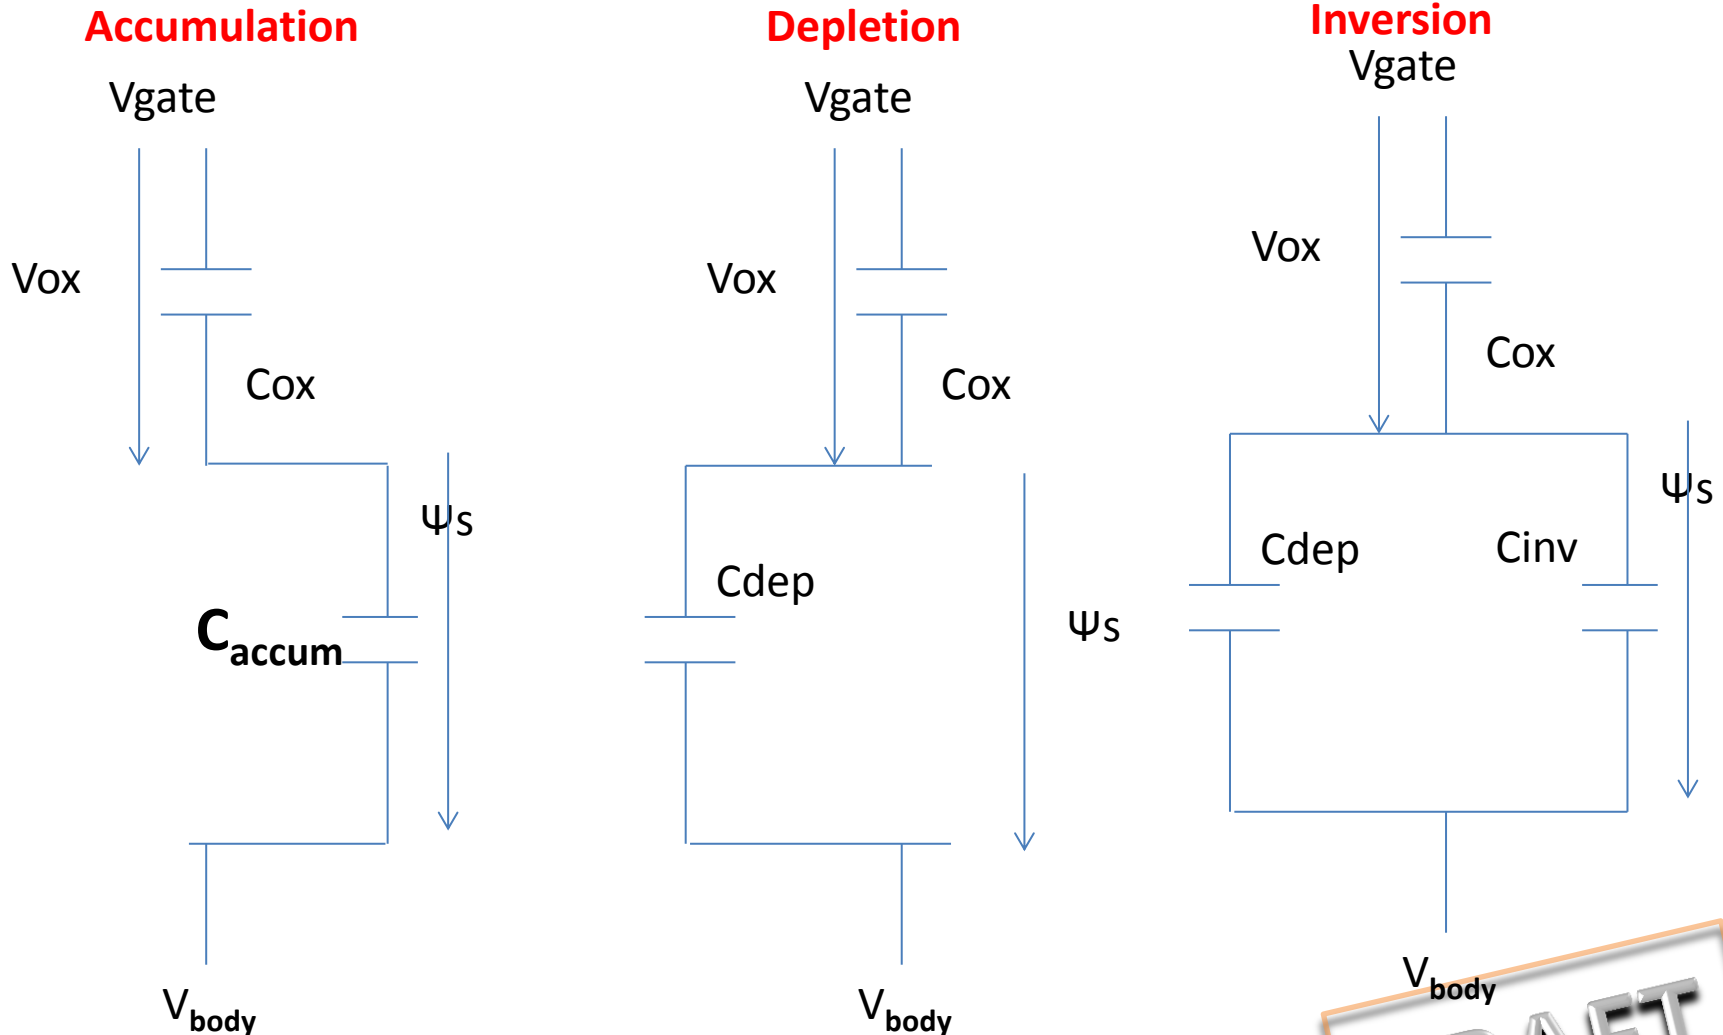 Accumulation
Vgate
Vox
Cox
Ψs
Caccum
Vbody
Depletion
Vgate
Vox
Cox
Cdep
Ψs
Vbody
Inversion
Vgate
Vox
Cox
Ψs
Cdep
Cinv
Vbody